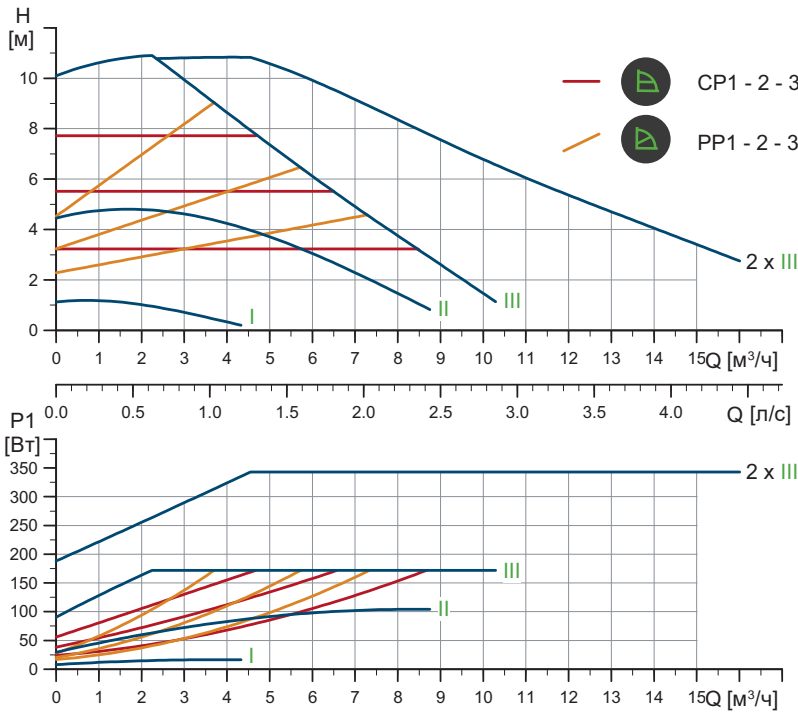 H
[м]
10
8
6
4
2
0
CP1 - 2 - 3
PP1 - 2 - 3
2 x III
III
II
I
0 1 2 3 4 5 6 7 8 9 10 11 12 13 14 15 Q [м³/ч]
0.0 0.5 1.0 1.5 2.0 2.5 3.0 3.5 4.0 Q [л/с]
P1
[Вт]
350
300
250
200
150
100
50
0
2 x III
III
II
I
0 1 2 3 4 5 6 7 8 9 10 11 12 13 14 15 Q [м³/ч]